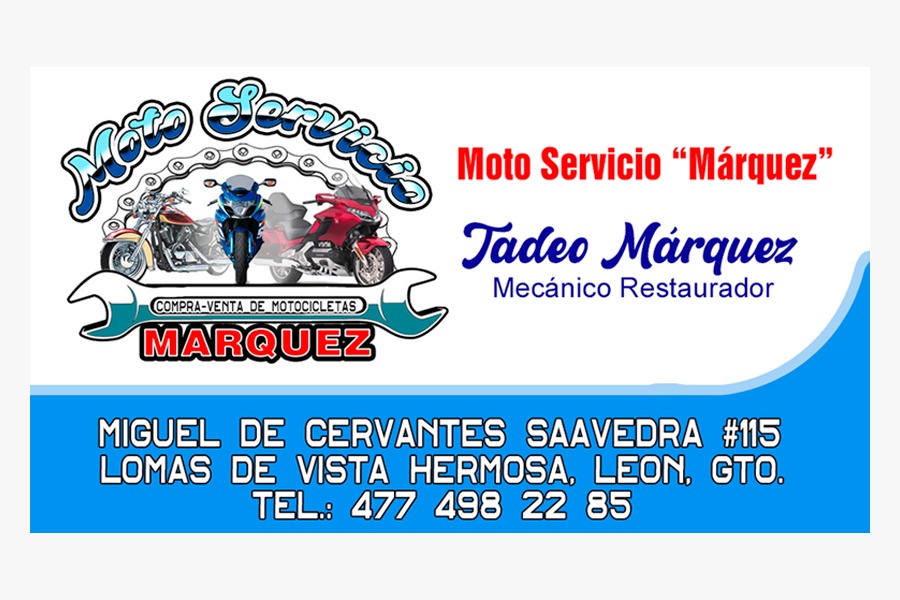 Moto Servicio
COMPRA-VENTA DE MOTOCICLETAS
MARQUEZ
Moto Servicio “Márquez”
Tadeo Márquez
Mecánico Restaurador
MIGUEL DE CERVANTES SAAVEDRA #115
LOMAS DE VISTA HERMOSA, LEON, GTO.
TEL.: 477 498 22 85